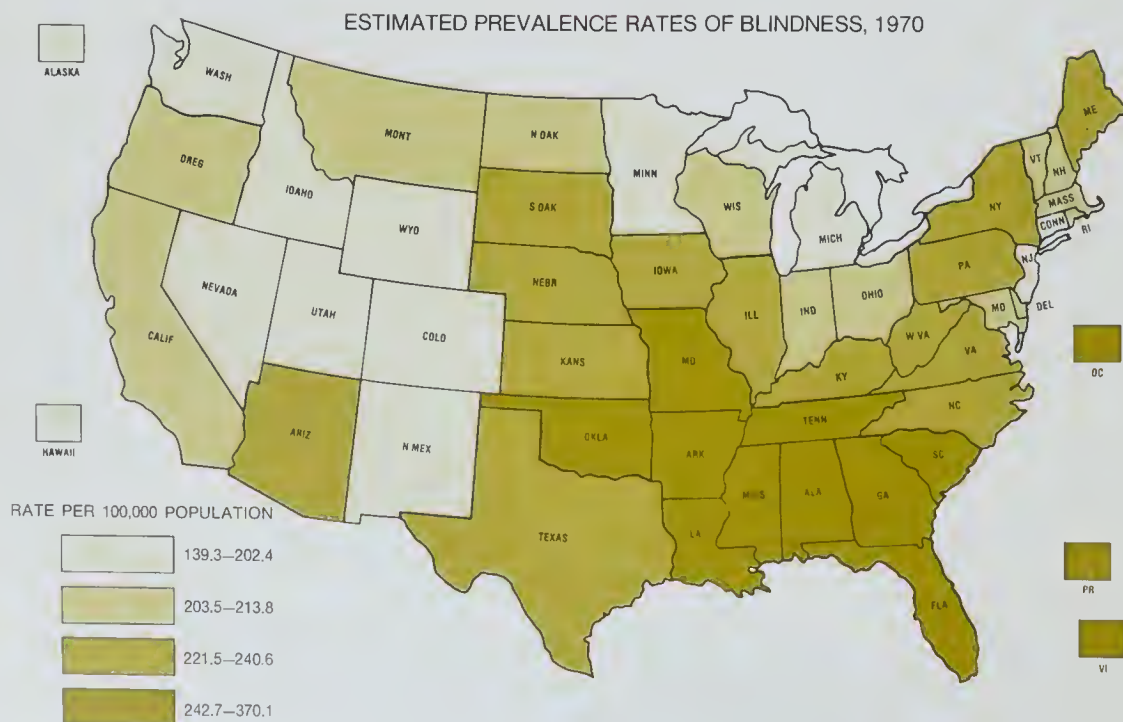 ESTIMATED PREVALENCE RATES OF BLINDNESS, 1970
ALASKA
WASH
MONT
N DAK
MINN
ME
OREG
IDAHO
S DAK
WIS
VT
NH
NY
MASS
WYO
MICH
CONN
RI
IOWA
PA
NJ
NEVADA
NEBR
OHIO
UTAH
ILL
IND
MD
DEL
COLO
W VA
CALIF
KANS
MO
KY
VA
DC
HAWAII
ARIZ
N MEX
OKLA
TENN
NC
ARK
SC
MISS
ALA
GA
RATE PER 100,000 POPULATION
TEXAS
LA
139.3—202.4
PR
203.5—213.8
FLA
221.5—240.6
VI
242.7—370.1